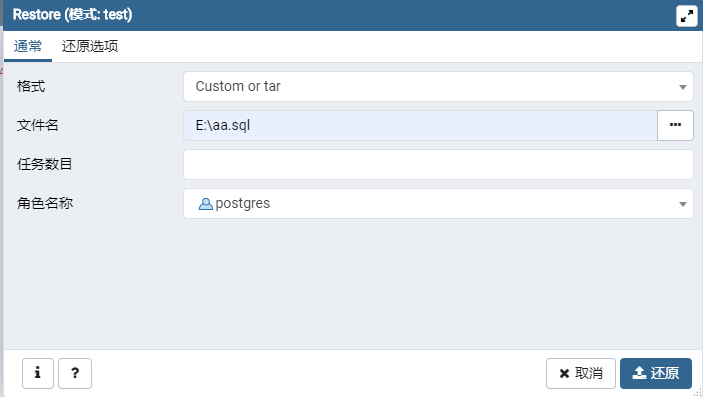 Restore (模式: test)
通常 还原选项
格式 Custom or tar
文件名 E:\aa.sql
任务数目
角色名称 postgres
i ? 取消 还原